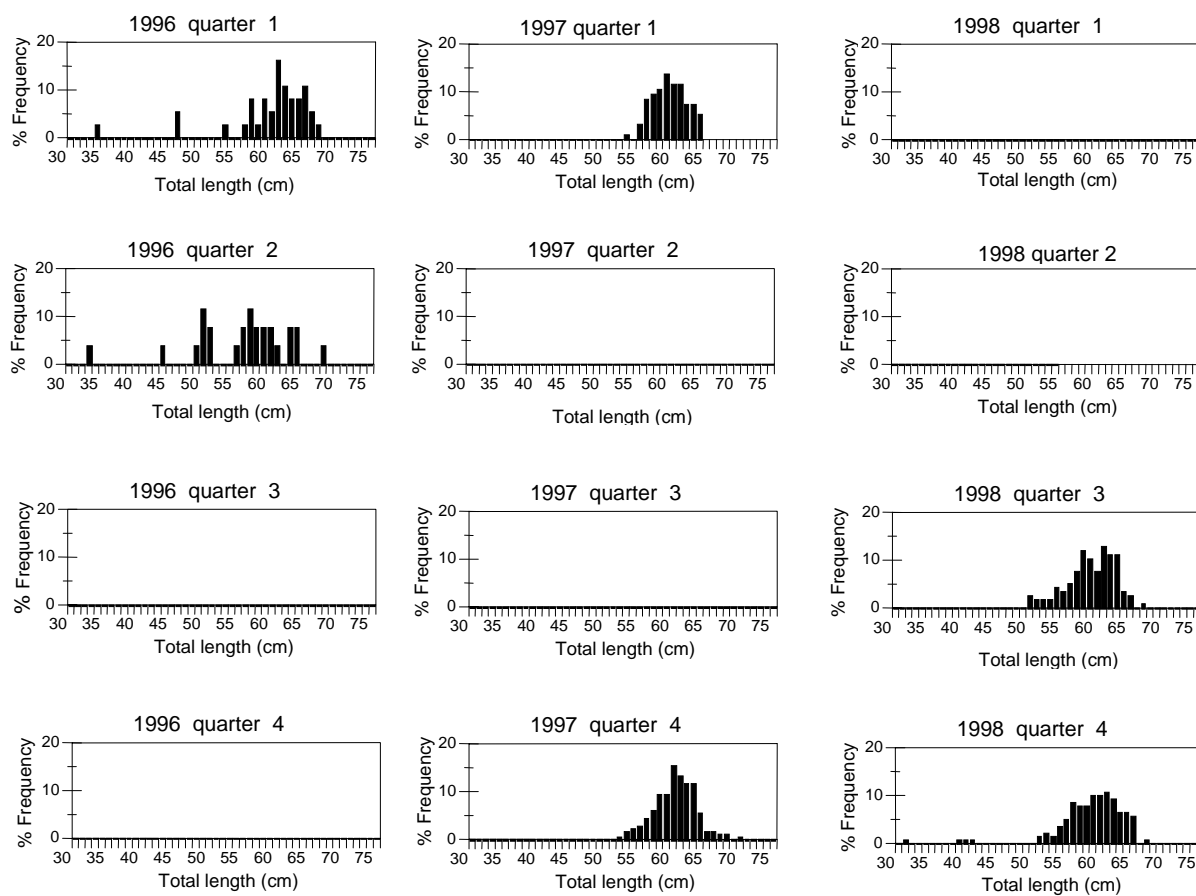 1996 quarter 1
% Frequency
20
10
0
30 35 40 45 50 55 60 65 70 75
Total length (cm)
1997 quarter 1
% Frequency
20
10
0
30 35 40 45 50 55 60 65 70 75
Total length (cm)
1998 quarter 1
% Frequency
20
10
0
30 35 40 45 50 55 60 65 70 75
Total length (cm)
1996 quarter 2
% Frequency
20
10
0
30 35 40 45 50 55 60 65 70 75
Total length (cm)
1997 quarter 2
% Frequency
20
10
0
30 35 40 45 50 55 60 65 70 75
Total length (cm)
1998 quarter 2
% Frequency
20
10
0
30 35 40 45 50 55 60 65 70 75
Total length (cm)
1996 quarter 3
% Frequency
20
10
0
30 35 40 45 50 55 60 65 70 75
Total length (cm)
1997 quarter 3
% Frequency
20
10
0
30 35 40 45 50 55 60 65 70 75
Total length (cm)
1998 quarter 3
% Frequency
20
10
0
30 35 40 45 50 55 60 65 70 75
Total length (cm)
1996 quarter 4
% Frequency
20
10
0
30 35 40 45 50 55 60 65 70 75
Total length (cm)
1997 quarter 4
% Frequency
20
10
0
30 35 40 45 50 55 60 65 70 75
Total length (cm)
1998 quarter 4
% Frequency
20
10
0
30 35 40 45 50 55 60 65 70 75
Total length (cm)